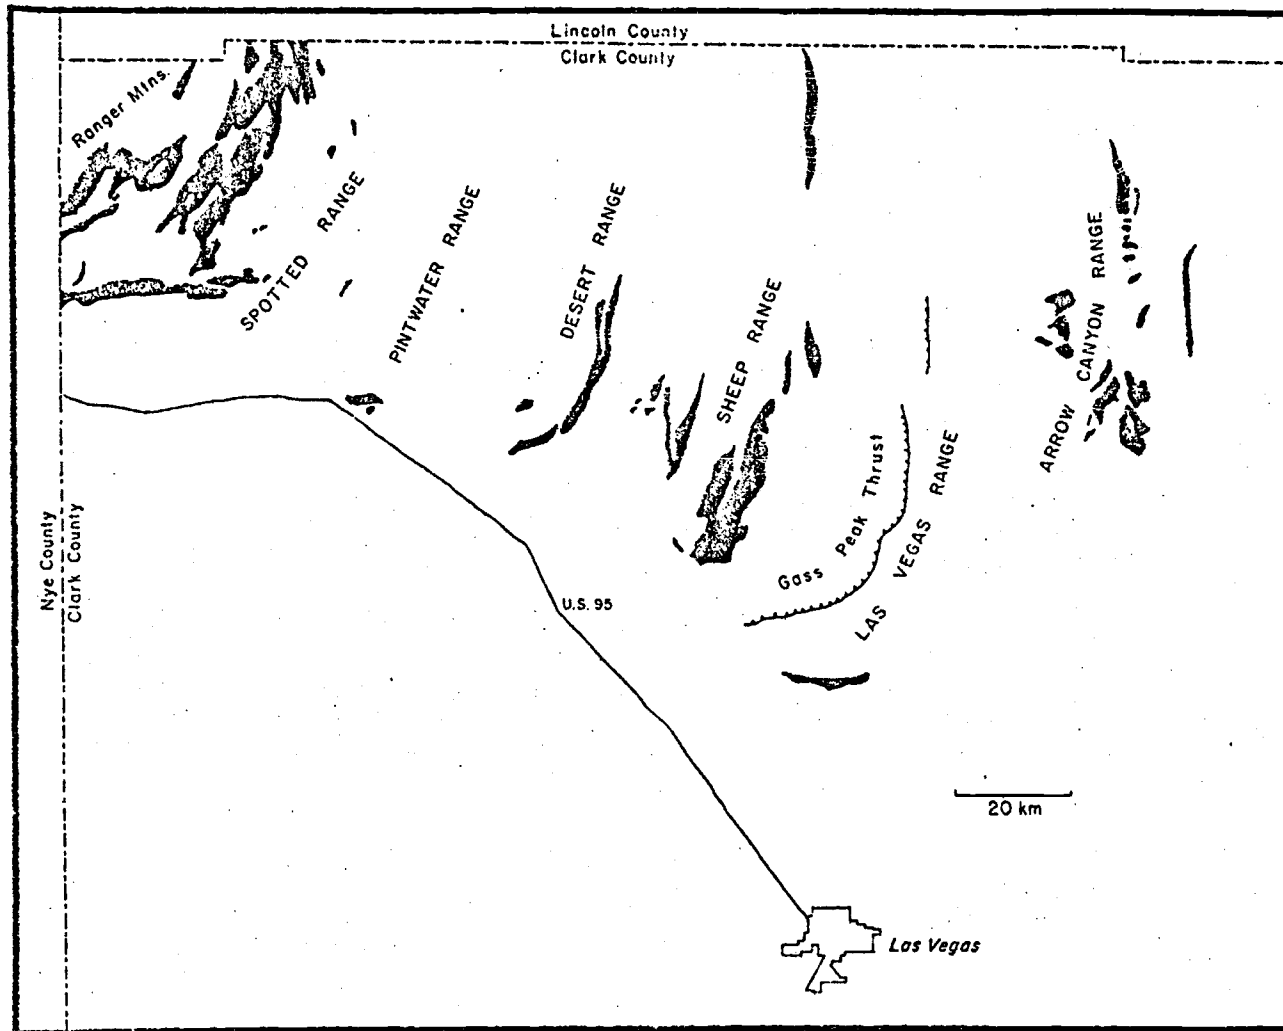 Lincoln County
Clark County
Ranger Mtns.
SPOTTED RANGE
PINTWATER RANGE
DESERT RANGE
SHEEP RANGE
ARROW CANYON RANGE
Gass Peak Thrust
LAS VEGAS RANGE
Nye County
Clark County
U.S. 95
20 km
Las Vegas